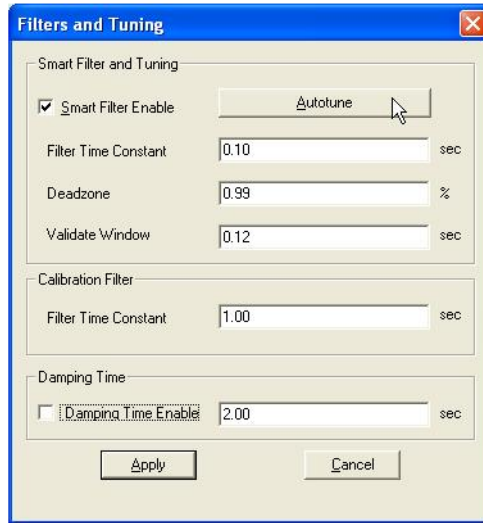 Filters and Tuning
Smart Filter and Tuning
Smart Filter Enable Autotune
Filter Time Constant 0.10 sec
Deadzone 0.99 %
Validate Window 0.12 sec
Calibration Filter
Filter Time Constant 1.00 sec
Damping Time
Damping Time Enable 2.00 sec
Apply Cancel